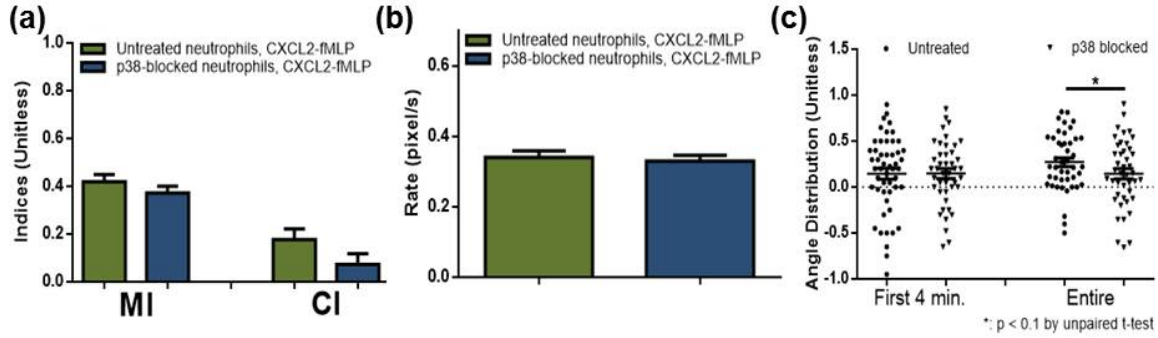 (a)
Indices (Unitless)
1.0
0.8
0.6
0.4
0.2
0.0
Untreated neutrophils, CXCL2-fMLP
p38-blocked neutrophils, CXCL2-fMLP
MI
CI
(b)
Rate (pixel/s)
0.6
0.4
0.2
0.0
Untreated neutrophils, CXCL2-fMLP
p38-blocked neutrophils, CXCL2-fMLP
(c)
Angle Distribution (Unitless)
1.5
1.0
0.5
0.0
-0.5
-1.0
Untreated
p38 blocked
*
First 4 min.
Entire
*: p < 0.1 by unpaired t-test